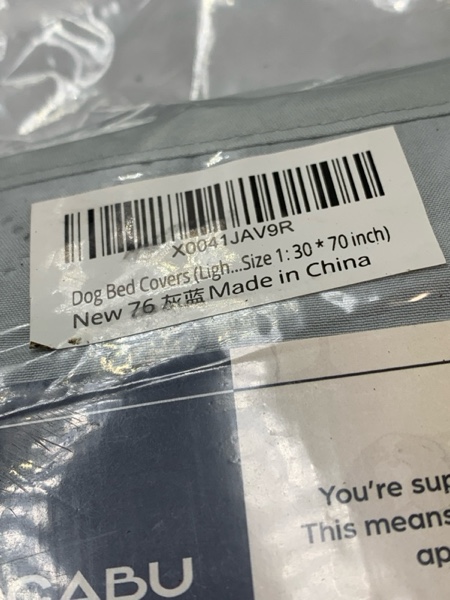 X0041JAV9R
Dog Bed Covers (Ligh...Size 1: 30 * 70 inch)
New 76 灰蓝 Made in China
You're sup
This means
ap
CABU